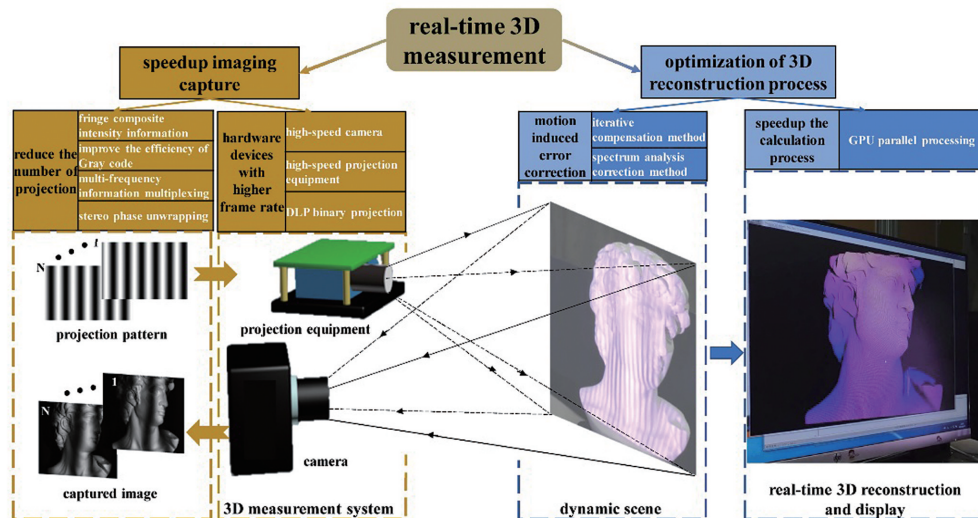 real-time 3D
measurement
speedup imaging
capture
optimization of 3D
reconstruction process
reduce the
number of
projection
fringe composite
intensity information
improve the efficiency of
Gray code
multi-frequency
information multiplexing
stereo phase unwrapping
hardware
devices with
higher
frame rate
high-speed camera
high-speed projection
equipment
DLP binary projection
motion
induced
error
correction
iterative
compensation method
spectrum analysis
correction method
speedup the
calculation
process
GPU parallel processing
N
1
projection pattern
projection equipment
N
1
captured image
camera
3D measurement system
dynamic scene
real-time 3D reconstruction
and display